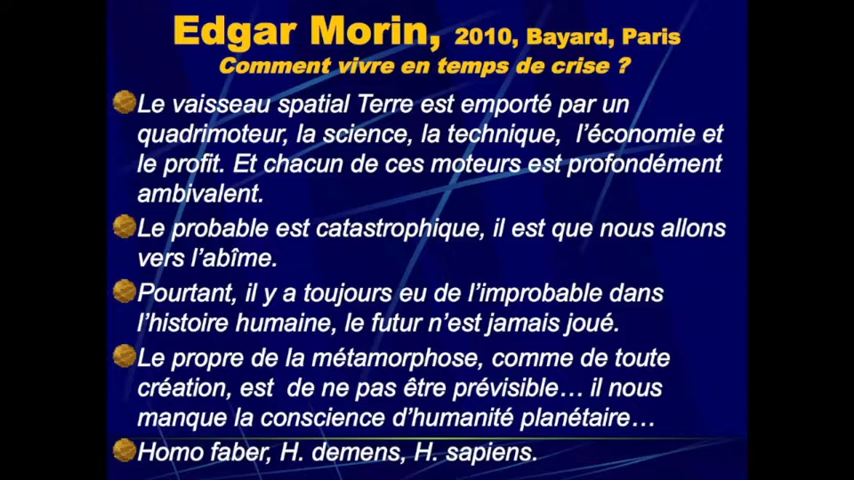 Edgar Morin, 2010, Bayard, Paris
Comment vivre en temps de crise ?
Le vaisseau spatial Terre est emporté par un
quadrimoteur, la science, la technique, l'économie et
le profit. Et chacun de ces moteurs est profondément
ambivalent.
Le probable est catastrophique, il est que nous allons
vers l'abîme.
Pourtant, il y a toujours eu de l'improbable dans
l'histoire humaine, le futur n'est jamais joué.
Le propre de la métamorphose, comme de toute
création, est de ne pas être prévisible… il nous
manque la conscience d'humanité planétaire…
Homo faber, H. demens, H. sapiens.